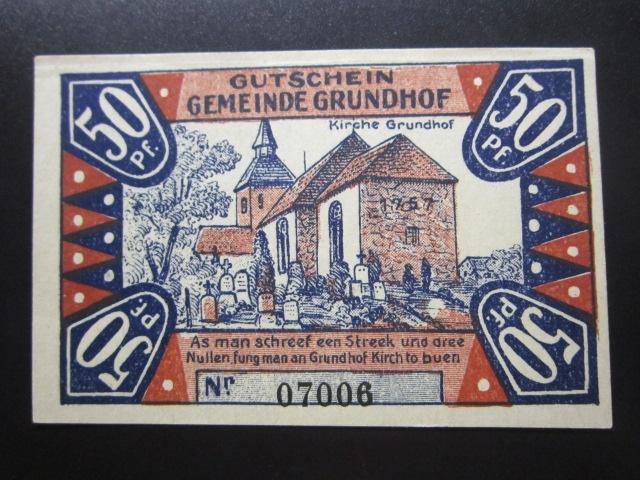 50 Pf.
GUTSCHEIN
GEMEINDE GRUNDHOF
50 Pf.
Kirche Grundhof
1757
50 Pf.
As man schreef een Streek und dree
Nullen fung man an Grundhof Kirch to buen
50 Pf.
Nr 07006